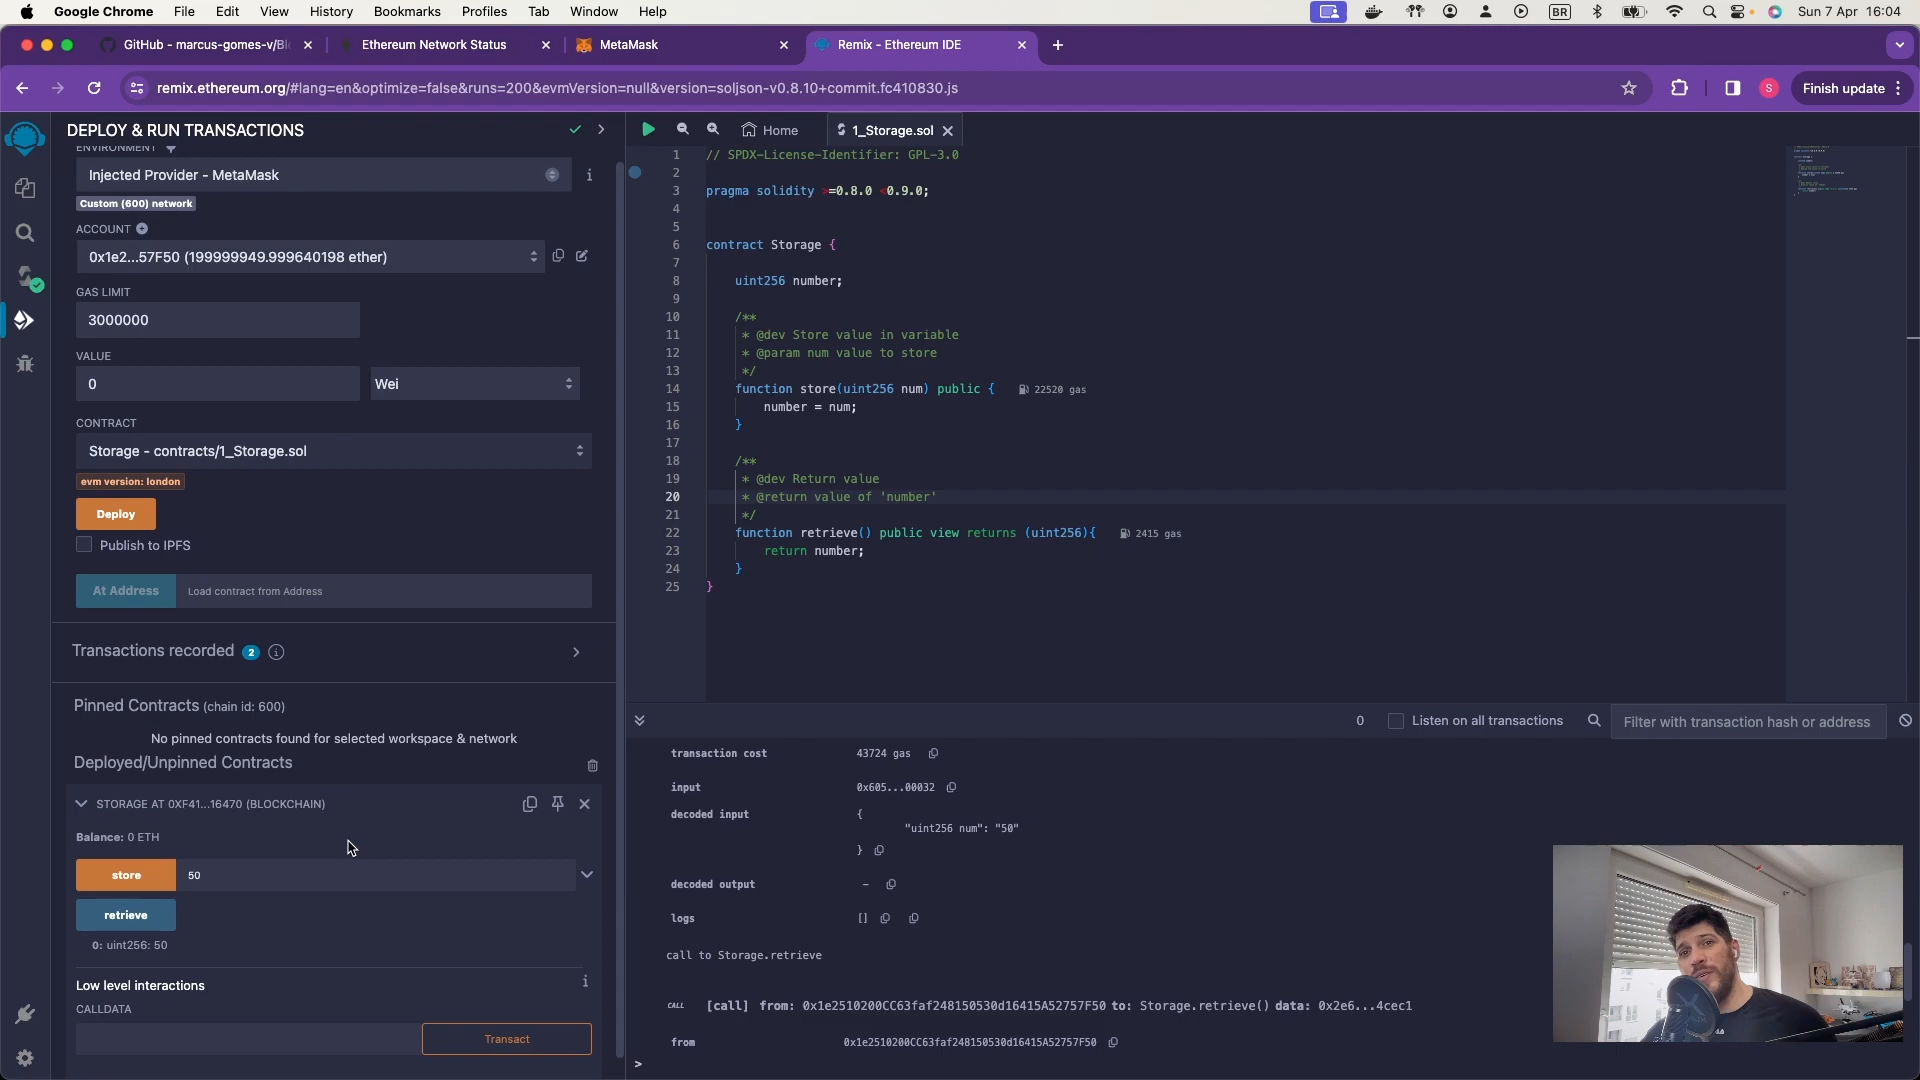 Google Chrome File Edit View History Bookmarks Profiles Tab Window Help BR Sun 7 Apr 16:04
GitHub - marcus-gomes-v/Bl
Ethereum Network Status
MetaMask
Remix - Ethereum IDE
remix.ethereum.org/#lang=en&optimize=false&runs=200&evmVersion=null&version=soljson-v0.8.10+commit.fc410830.js
S
Finish update
DEPLOY & RUN TRANSACTIONS
ENVIRONMENT
Injected Provider - MetaMask
Custom (600) network
ACCOUNT
0x1e2...57F50 (199999949.999640198 ether)
GAS LIMIT
3000000
VALUE
0
Wei
CONTRACT
Storage - contracts/1_Storage.sol
evm version: london
Deploy
Publish to IPFS
At Address
Load contract from Address
Transactions recorded 2
Pinned Contracts (chain id: 600)
No pinned contracts found for selected workspace & network
Deployed/Unpinned Contracts
STORAGE AT 0XF41...16470 (BLOCKCHAIN)
Balance: 0 ETH
store
50
retrieve
0: uint256: 50
Low level interactions
CALLDATA
Transact
Home
1_Storage.sol
1 // SPDX-License-Identifier: GPL-3.0
2
3 pragma solidity >=0.8.0 <0.9.0;
4
5
6 contract Storage {
7
8 uint256 number;
9
10 /**
11 * @dev Store value in variable
12 * @param num value to store
13 */
14 function store(uint256 num) public { 22520 gas
15 number = num;
16 }
17
18 /**
19 * @dev Return value
20 * @return value of 'number'
21 */
22 function retrieve() public view returns (uint256){ 2415 gas
23 return number;
24 }
25 }
0
Listen on all transactions
Filter with transaction hash or address
transaction cost 43724 gas
input 0x605...00032
decoded input {
"uint256 num": "50"
}
decoded output -
logs []
call to Storage.retrieve
CALL [call] from: 0x1e2510200CC63faf248150530d16415A52757F50 to: Storage.retrieve() data: 0x2e6...4cec1
from 0x1e2510200CC63faf248150530d16415A52757F50
>